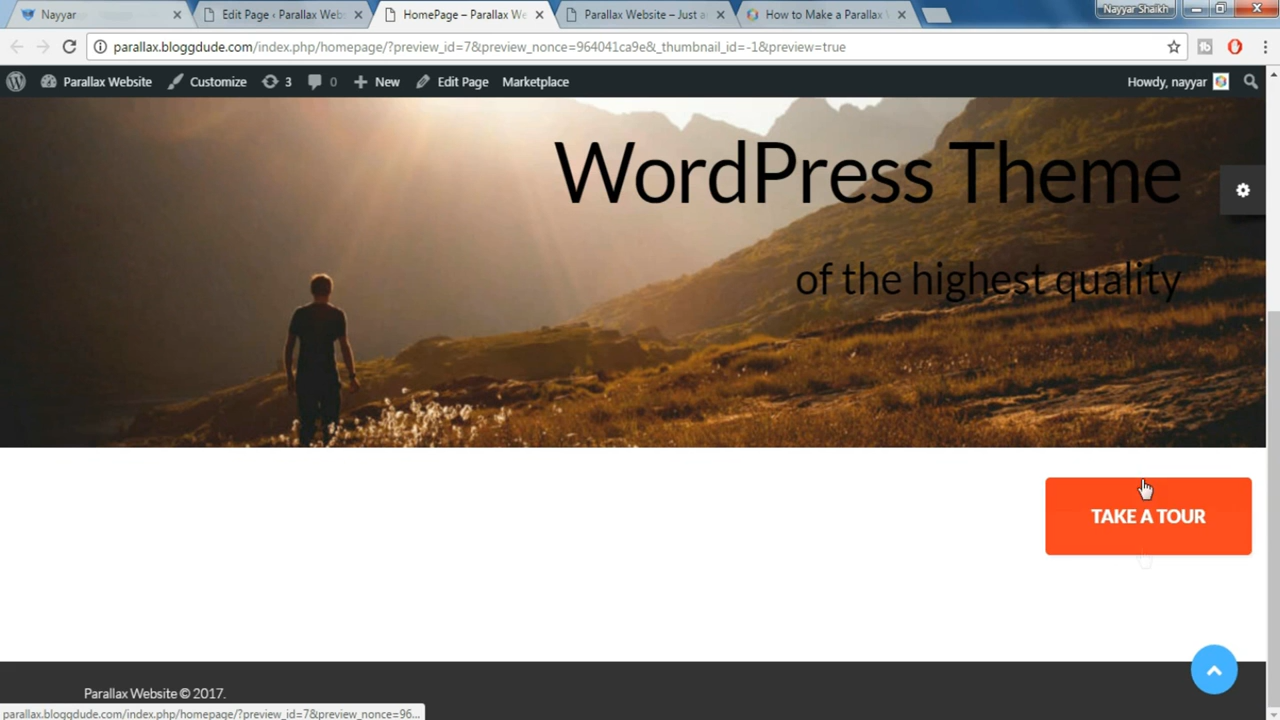 Nayyar
Edit Page ‹ Parallax Webs
HomePage – Parallax We
Parallax Website – Just a
How to Make a Parallax W
Nayyar Shaikh
parallax.bloggdude.com/index.php/homepage/?preview_id=7&preview_nonce=964041ca9e&_thumbnail_id=-1&preview=true
Parallax Website Customize 3 0 New Edit Page Marketplace Howdy, nayyar
WordPress Theme
of the highest quality
TAKE A TOUR
Parallax Website © 2017.
parallax.bloggdude.com/index.php/homepage/?preview_id=7&preview_nonce=96...